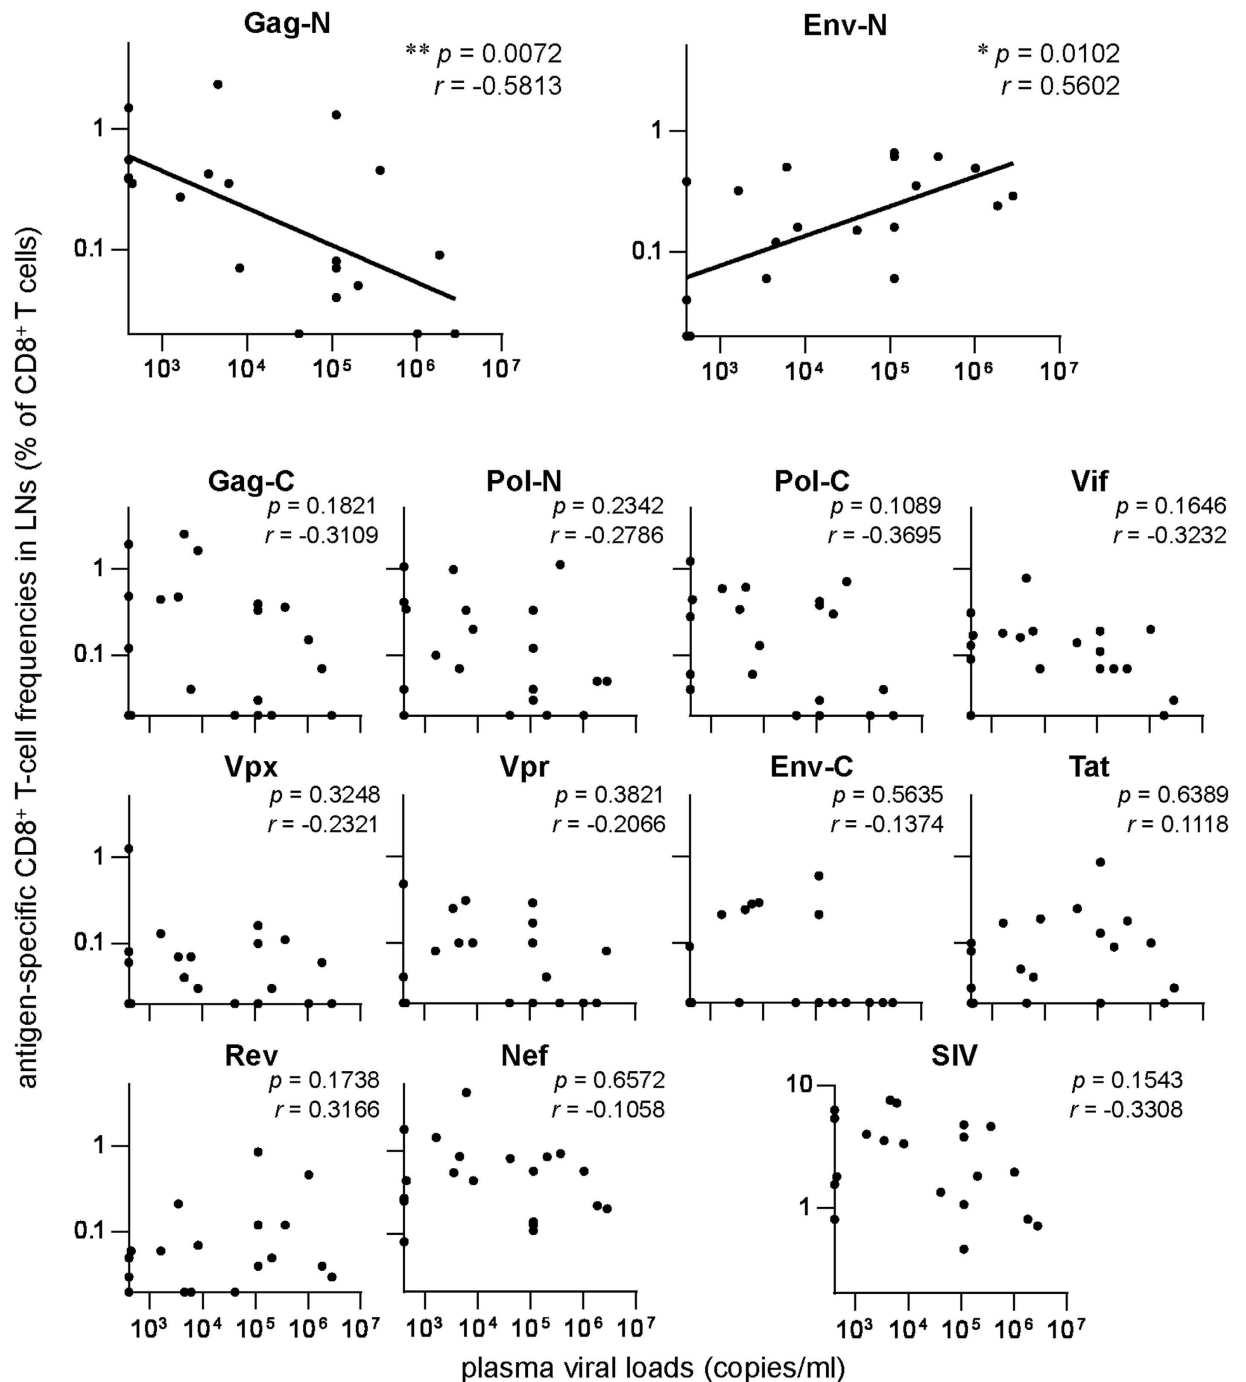 Gag-N
** p = 0.0072
r = -0.5813
1
0.1
10³ 10⁴ 10⁵ 10⁶ 10⁷
Env-N
* p = 0.0102
r = 0.5602
1
0.1
10³ 10⁴ 10⁵ 10⁶ 10⁷
antigen-specific CD8⁺ T-cell frequencies in LNs (% of CD8⁺ T cells)
Gag-C
p = 0.1821
r = -0.3109
1
0.1
Pol-N
p = 0.2342
r = -0.2786
Pol-C
p = 0.1089
r = -0.3695
Vif
p = 0.1646
r = -0.3232
Vpx
p = 0.3248
r = -0.2321
1
0.1
Vpr
p = 0.3821
r = -0.2066
Env-C
p = 0.5635
r = -0.1374
Tat
p = 0.6389
r = 0.1118
Rev
p = 0.1738
r = 0.3166
1
0.1
10³ 10⁴ 10⁵ 10⁶ 10⁷
Nef
p = 0.6572
r = -0.1058
10³ 10⁴ 10⁵ 10⁶ 10⁷
SIV
p = 0.1543
r = -0.3308
10
1
10³ 10⁴ 10⁵ 10⁶ 10⁷
plasma viral loads (copies/ml)